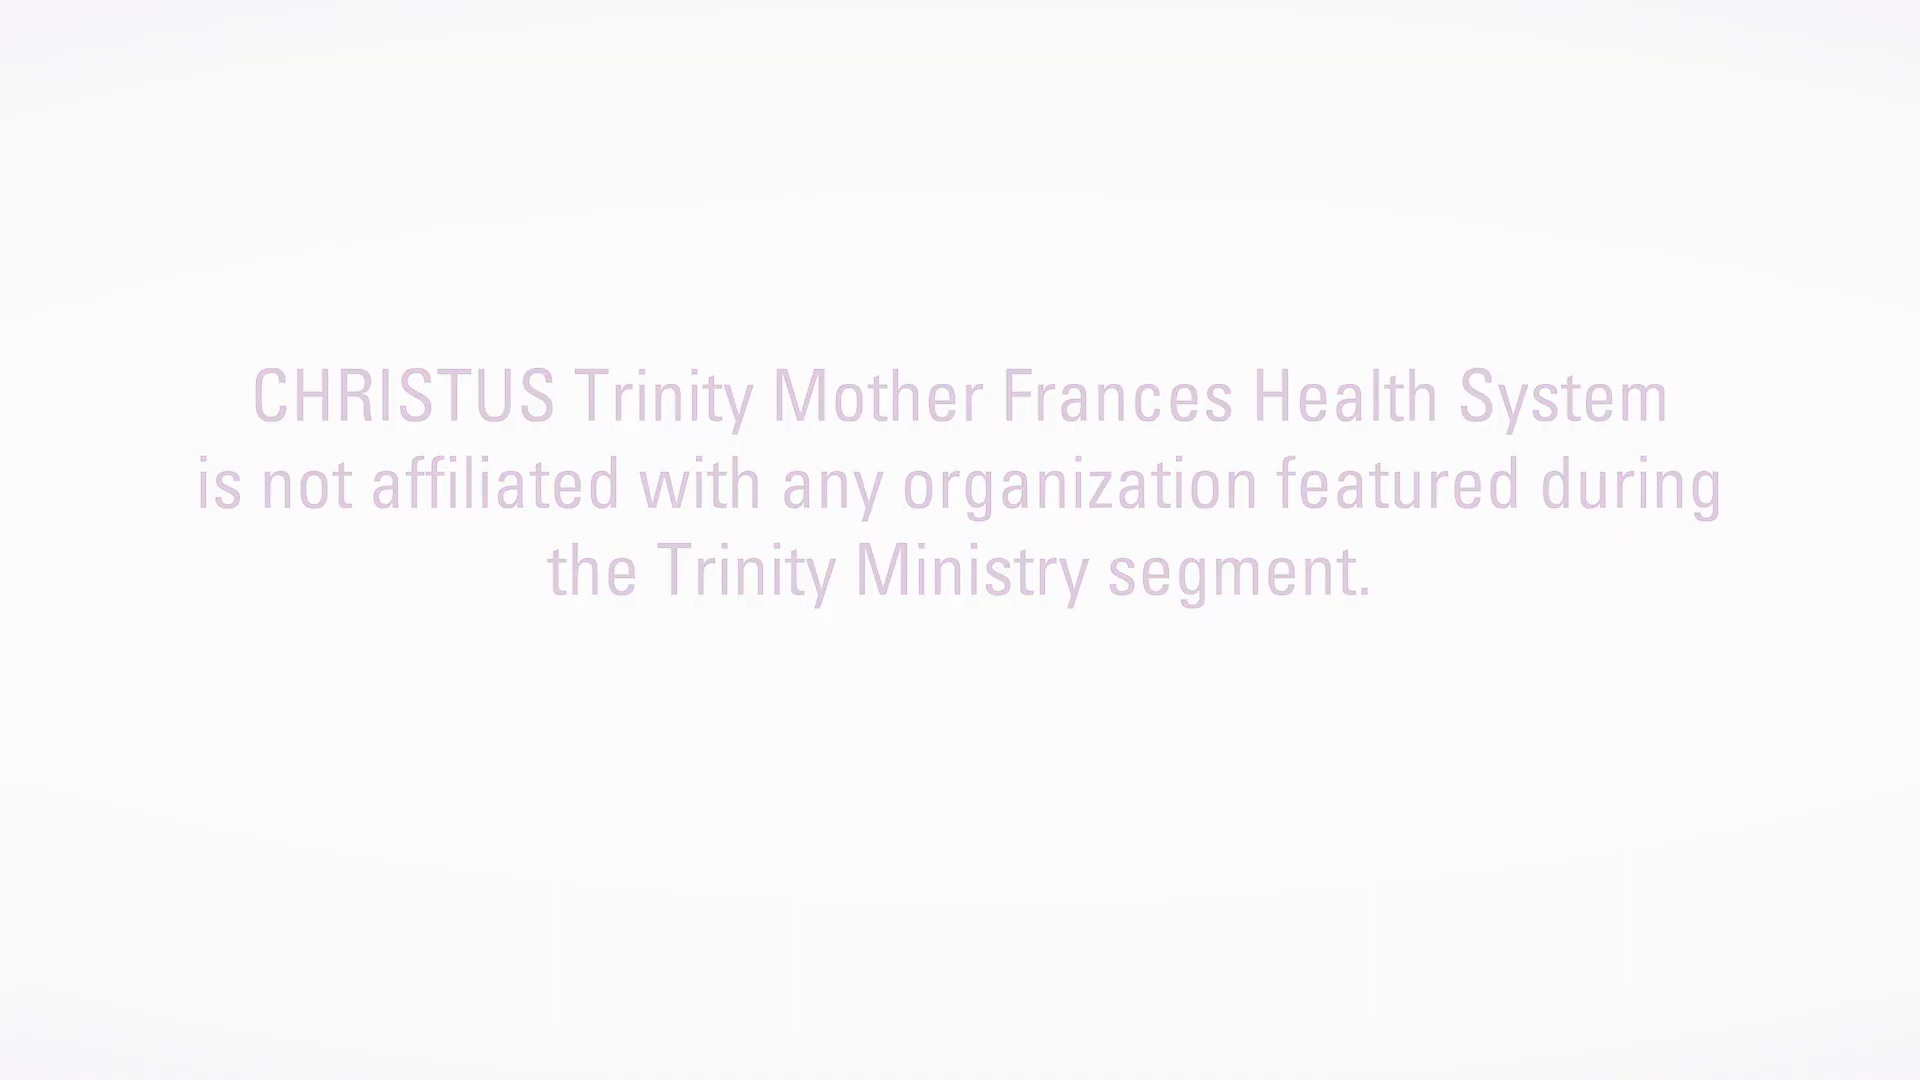 CHRISTUS Trinity Mother Frances Health System
is not affiliated with any organization featured during
the Trinity Ministry segment.